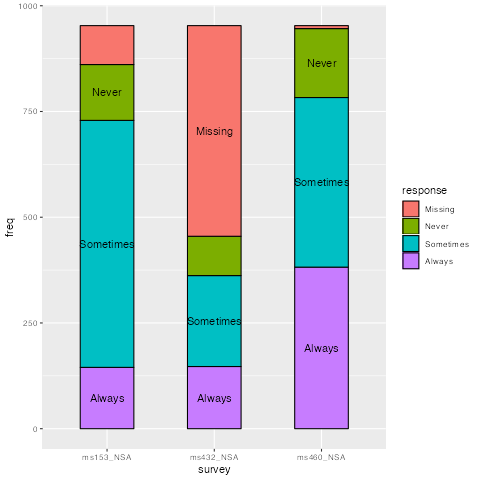 1000
750
500
250
0
freq
Never
Sometimes
Always
Missing
Sometimes
Always
Never
Sometimes
Always
ms153_NSA ms432_NSA ms460_NSA
survey
response
Missing
Never
Sometimes
Always